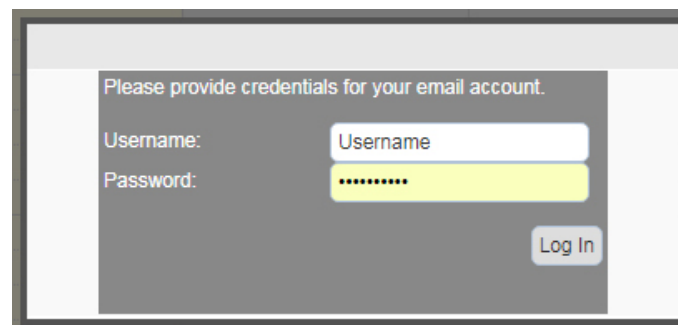 Please provide credentials for your email account.
Username: Username
Password: ••••••••••
Log In